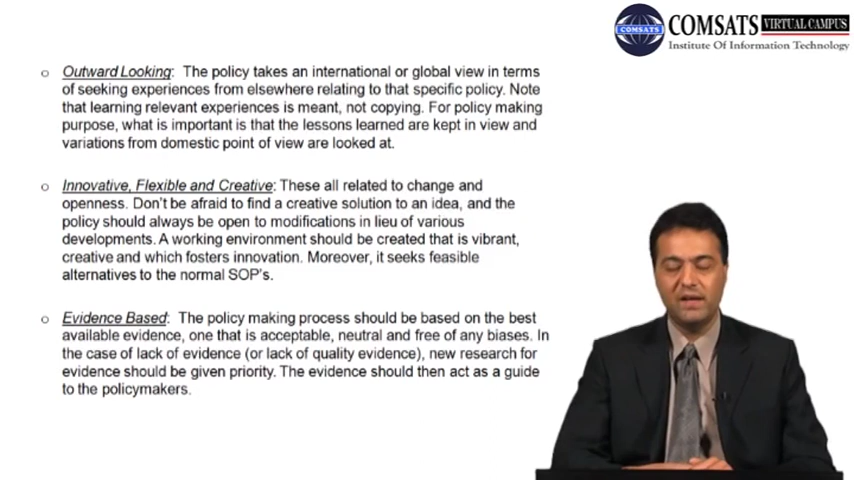 COMSATS VIRTUAL CAMPUS
COMSATS
Institute Of Information Technology
o Outward Looking: The policy takes an international or global view in terms
of seeking experiences from elsewhere relating to that specific policy. Note
that learning relevant experiences is meant, not copying. For policy making
purpose, what is important is that the lessons learned are kept in view and
variations from domestic point of view are looked at.
o Innovative, Flexible and Creative: These all related to change and
openness. Don't be afraid to find a creative solution to an idea, and the
policy should always be open to modifications in lieu of various
developments. A working environment should be created that is vibrant,
creative and which fosters innovation. Moreover, it seeks feasible
alternatives to the normal SOP's.
o Evidence Based: The policy making process should be based on the best
available evidence, one that is acceptable, neutral and free of any biases. In
the case of lack of evidence (or lack of quality evidence), new research for
evidence should be given priority. The evidence should then act as a guide
to the policymakers.